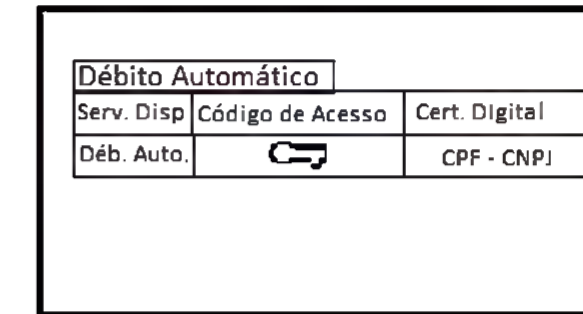 Débito Automático
Serv. Disp Código de Acesso Cert. DIgital
Déb. Auto. CPF - CNPJ